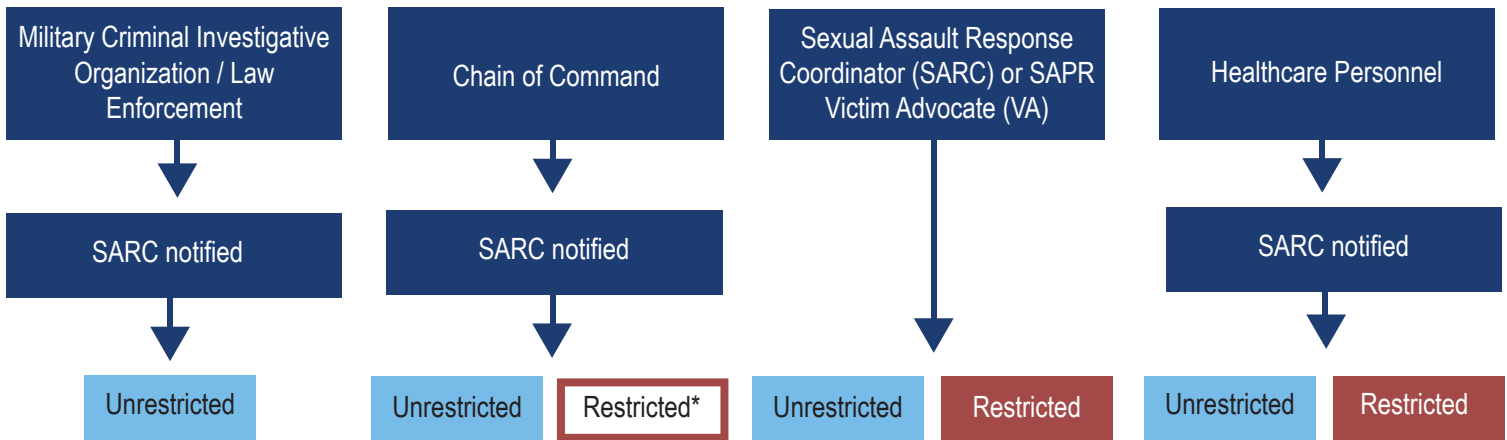 Military Criminal Investigative
Organization / Law
Enforcement
Chain of Command
Sexual Assault Response
Coordinator (SARC) or SAPR
Victim Advocate (VA)
Healthcare Personnel
SARC notified
SARC notified
SARC notified
Unrestricted
Unrestricted
Restricted*
Unrestricted
Restricted
Unrestricted
Restricted